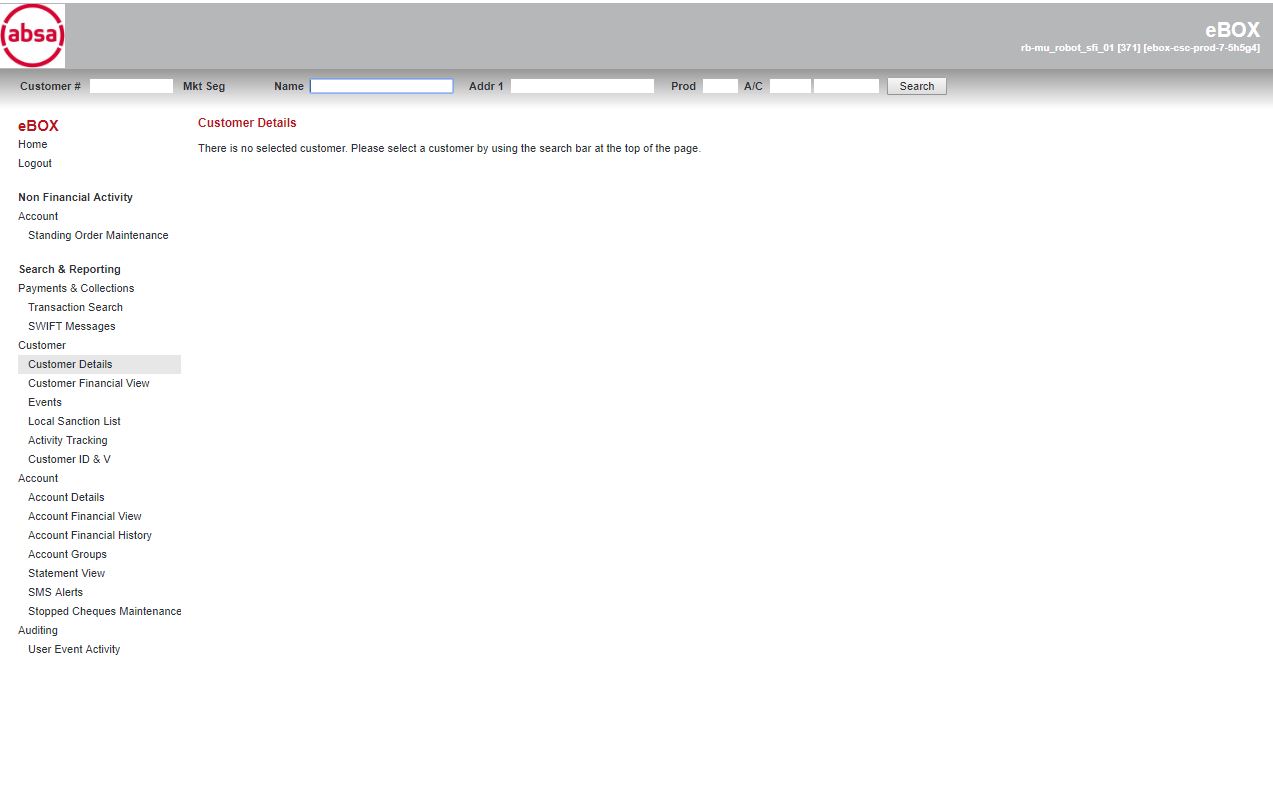 absa
eBOX
rb-mu_robot_sfi_01 [371] [ebox-csc-prod-7-5h5g4]
Customer # Mkt Seg Name Addr 1 Prod A/C Search
eBOX
Home
Logout
Non Financial Activity
Account
Standing Order Maintenance
Search & Reporting
Payments & Collections
Transaction Search
SWIFT Messages
Customer
Customer Details
Customer Financial View
Events
Local Sanction List
Activity Tracking
Customer ID & V
Account
Account Details
Account Financial View
Account Financial History
Account Groups
Statement View
SMS Alerts
Stopped Cheques Maintenance
Auditing
User Event Activity
Customer Details
There is no selected customer. Please select a customer by using the search bar at the top of the page.